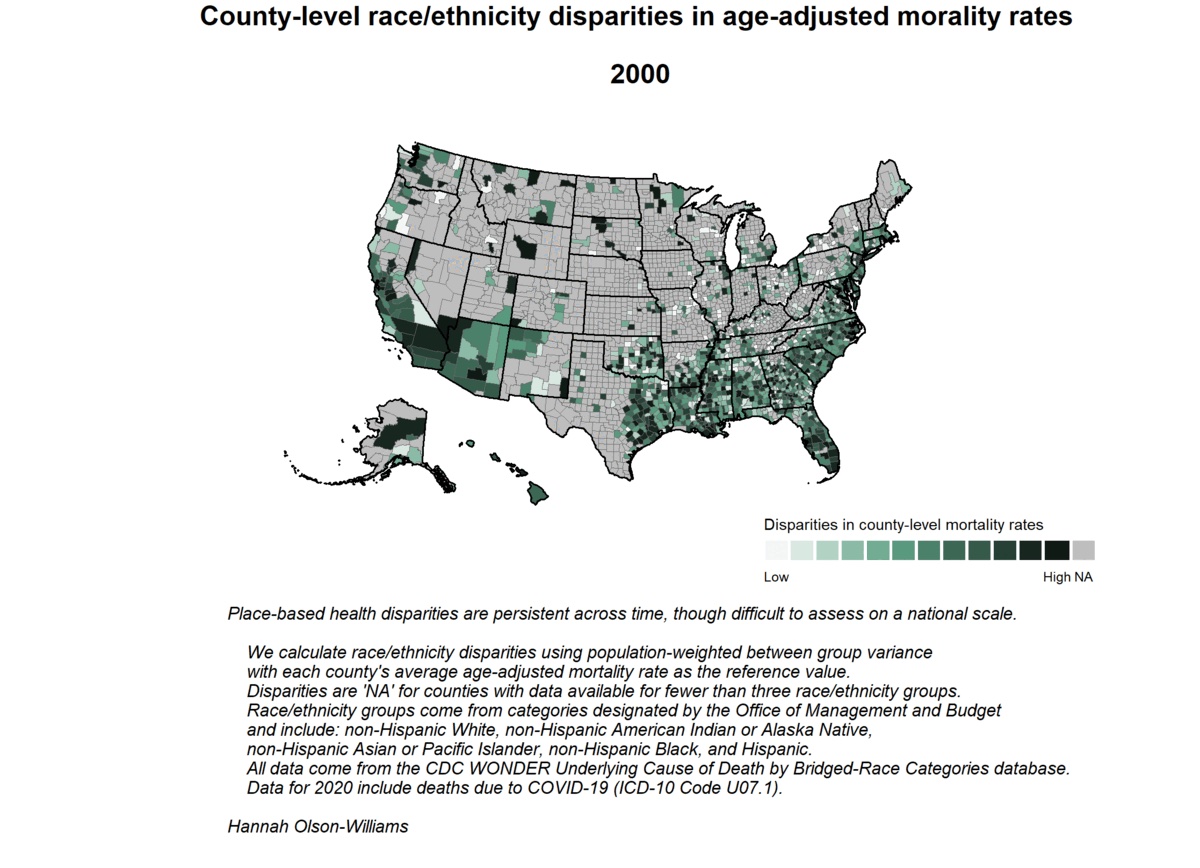 County-level race/ethnicity disparities in age-adjusted morality rates
2000
Disparities in county-level mortality rates
Low
High NA
Place-based health disparities are persistent across time, though difficult to assess on a national scale.
We calculate race/ethnicity disparities using population-weighted between group variance
with each county's average age-adjusted mortality rate as the reference value.
Disparities are 'NA' for counties with data available for fewer than three race/ethnicity groups.
Race/ethnicity groups come from categories designated by the Office of Management and Budget
and include: non-Hispanic White, non-Hispanic American Indian or Alaska Native,
non-Hispanic Asian or Pacific Islander, non-Hispanic Black, and Hispanic.
All data come from the CDC WONDER Underlying Cause of Death by Bridged-Race Categories database.
Data for 2020 include deaths due to COVID-19 (ICD-10 Code U07.1).
Hannah Olson-Williams